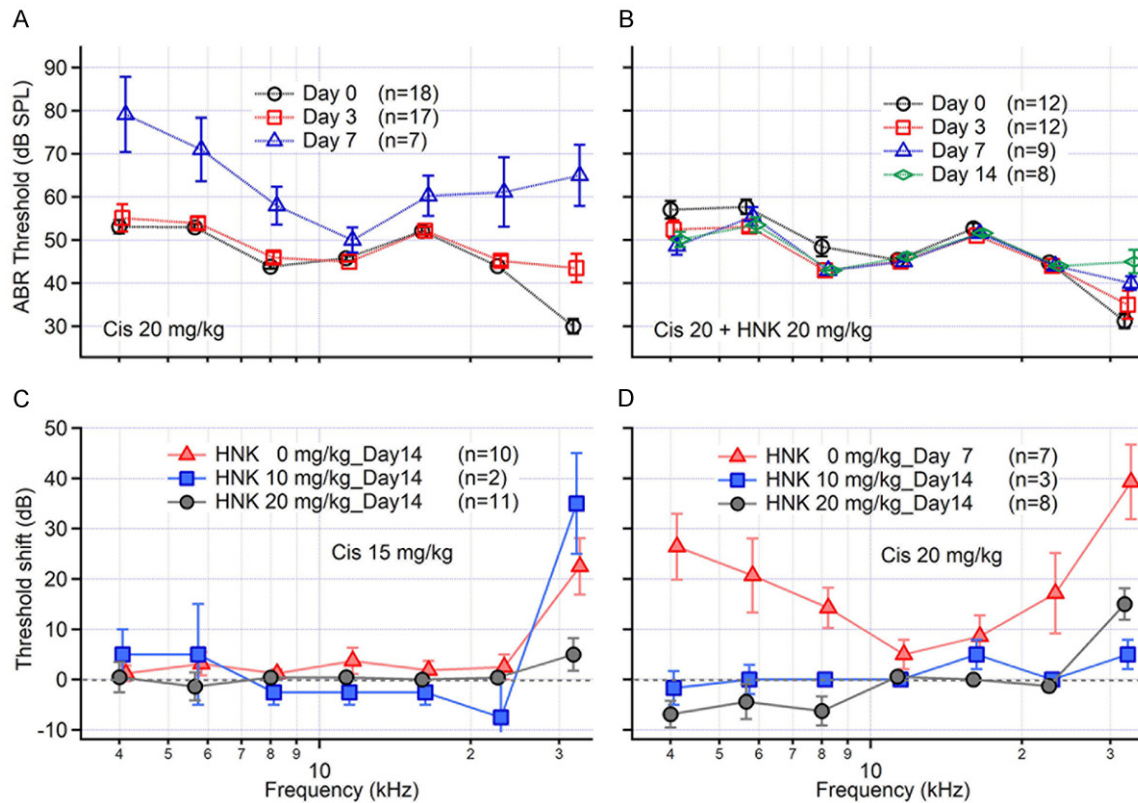 A
B
ABR Threshold (dB SPL)
90
80
70
60
50
40
30
Day 0 (n=18)
Day 3 (n=17)
Day 7 (n=7)
Cis 20 mg/kg
Day 0 (n=12)
Day 3 (n=12)
Day 7 (n=9)
Day 14 (n=8)
Cis 20 + HNK 20 mg/kg
C
D
Threshold shift (dB)
50
40
30
20
10
0
-10
HNK 0 mg/kg_Day14 (n=10)
HNK 10 mg/kg_Day14 (n=2)
HNK 20 mg/kg_Day14 (n=11)
Cis 15 mg/kg
4 5 6 7 8 9 10 2 3
Frequency (kHz)
HNK 0 mg/kg_Day 7 (n=7)
HNK 10 mg/kg_Day14 (n=3)
HNK 20 mg/kg_Day14 (n=8)
Cis 20 mg/kg
4 5 6 7 8 9 10 2 3
Frequency (kHz)